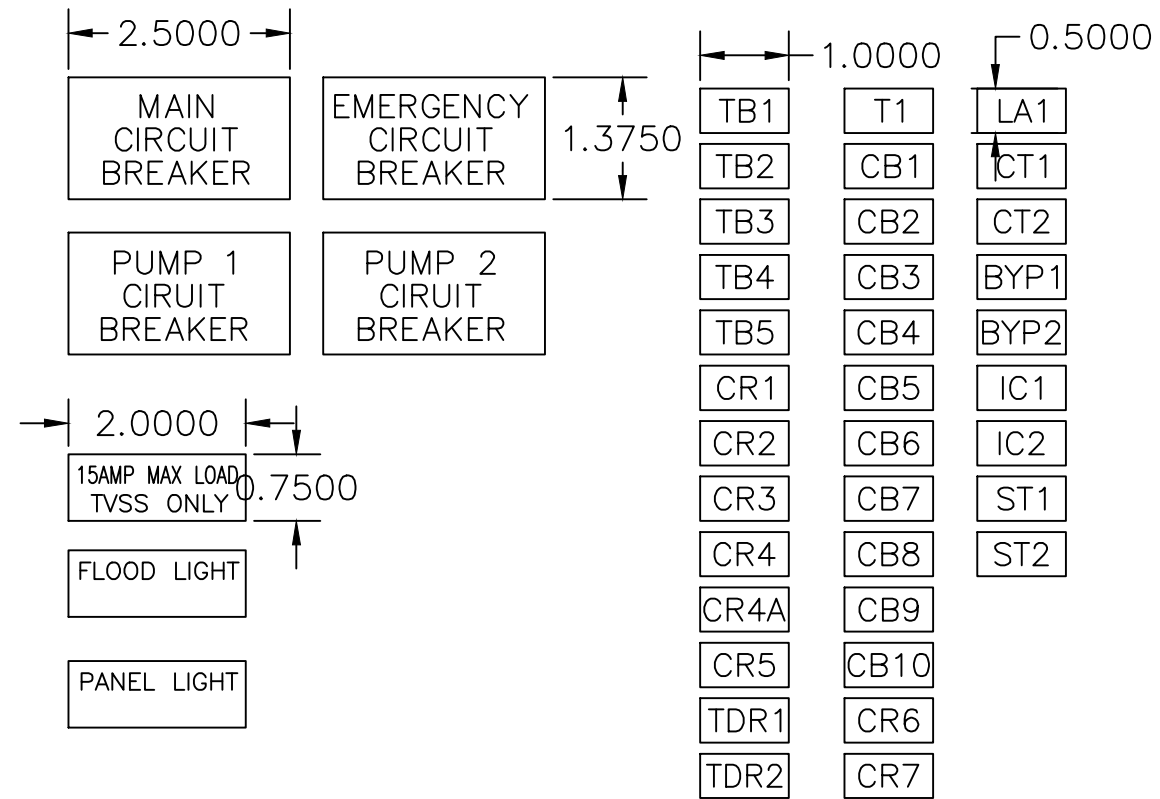 2.5000
MAIN
CIRCUIT
BREAKER
EMERGENCY
CIRCUIT
BREAKER
1.3750
PUMP 1
CIRUIT
BREAKER
PUMP 2
CIRUIT
BREAKER
2.0000
15AMP MAX LOAD
TVSS ONLY
0.7500
FLOOD LIGHT
PANEL LIGHT
1.0000
TB1
TB2
TB3
TB4
TB5
CR1
CR2
CR3
CR4
CR4A
CR5
TDR1
TDR2
T1
CB1
CB2
CB3
CB4
CB5
CB6
CB7
CB8
CB9
CB10
CR6
CR7
0.5000
LA1
CT1
CT2
BYP1
BYP2
IC1
IC2
ST1
ST2